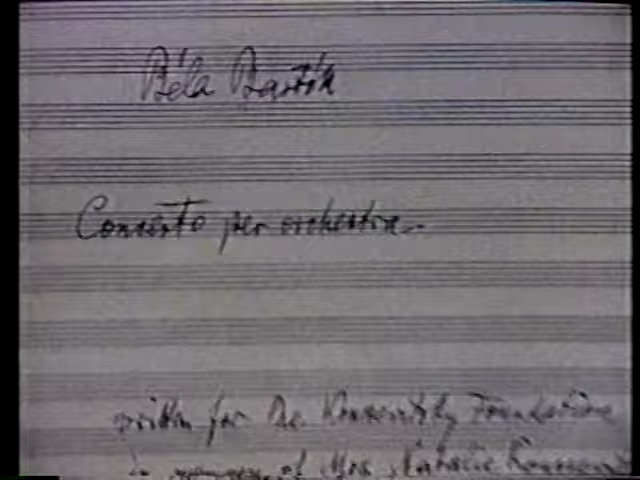 Béla Bartók
Concerto per orchestra
written for the Koussevitzky Foundation
in memory of Mrs Natalie